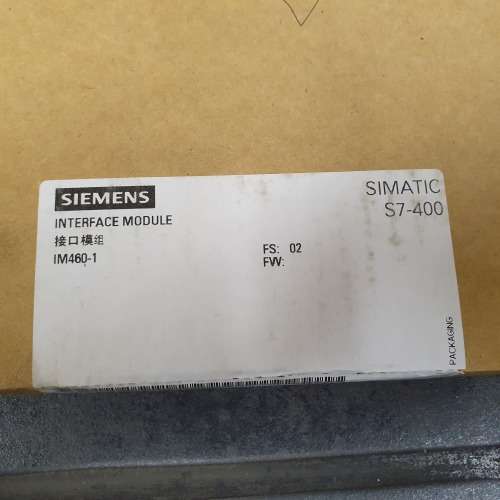 SIEMENS
SIMATIC
S7-400
INTERFACE MODULE
接口模组
IM460-1
FS: 02
FW:
PACKAGING